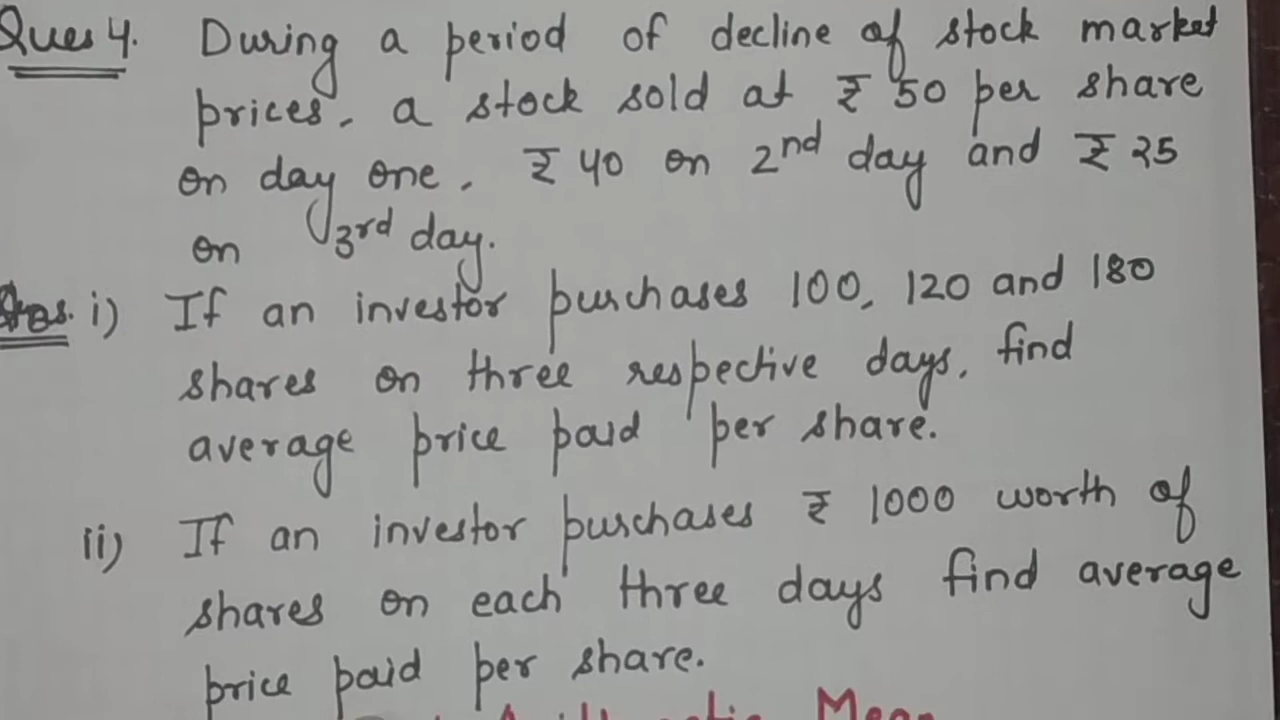 Ques 4. During a period of decline of stock market
prices, a stock sold at ₹ 50 per share
on day one, ₹ 40 on 2nd day and ₹ 25
on 3rd day.
i) If an investor purchases 100, 120 and 180
shares on three respective days, find
average price paid per share.
ii) If an investor purchases ₹ 1000 worth of
shares on each three days find average
price paid per share.
Mean